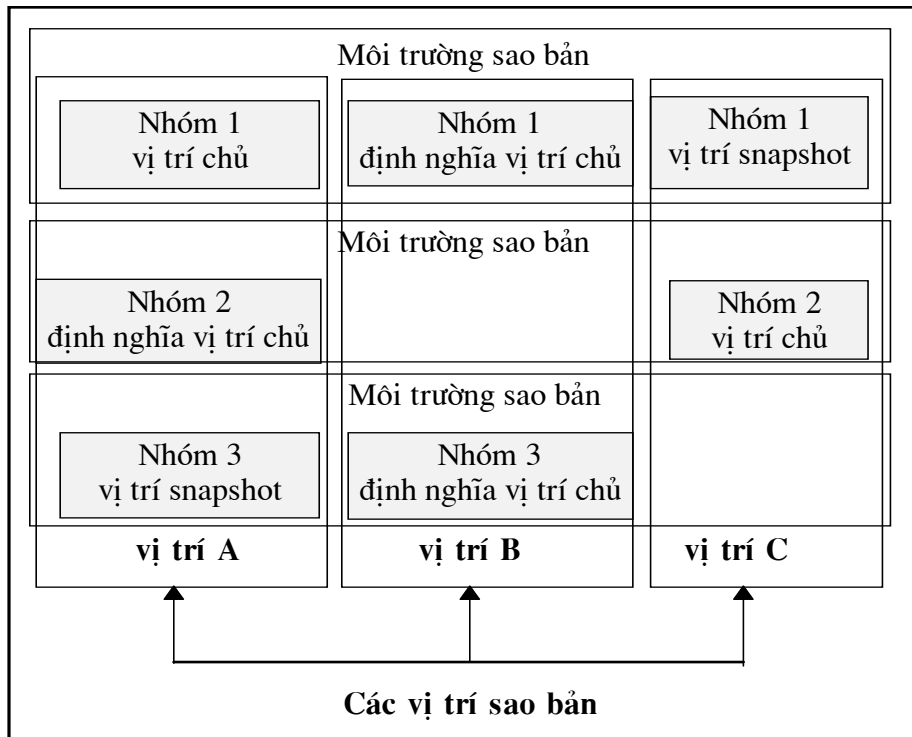 Môi trường sao bản
Nhóm 1
vị trí chủ
Nhóm 1
định nghĩa vị trí chủ
Nhóm 1
vị trí snapshot
Môi trường sao bản
Nhóm 2
định nghĩa vị trí chủ
Nhóm 2
vị trí chủ
Môi trường sao bản
Nhóm 3
vị trí snapshot
Nhóm 3
định nghĩa vị trí chủ
vị trí A
vị trí B
vị trí C
Các vị trí sao bản